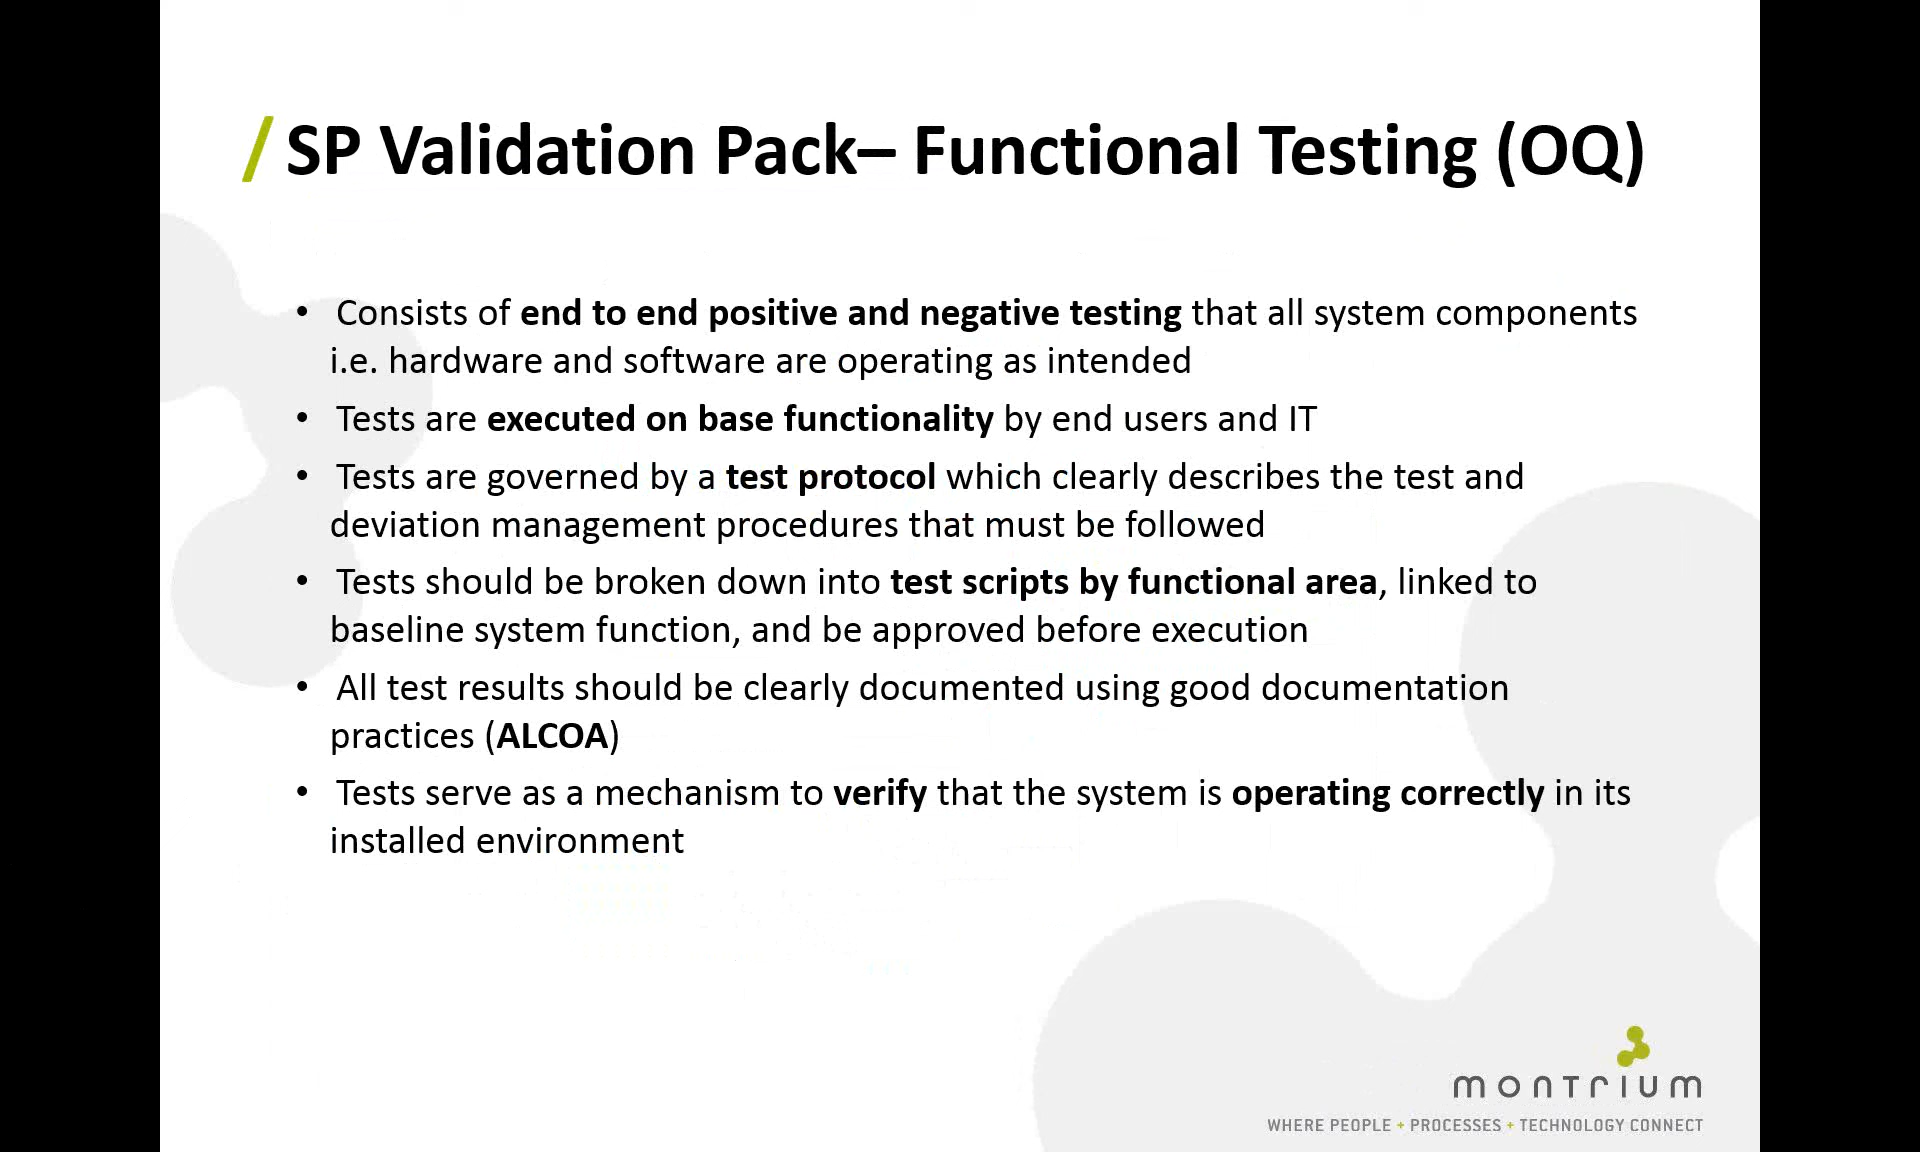 / SP Validation Pack– Functional Testing (OQ)
• Consists of end to end positive and negative testing that all system components
i.e. hardware and software are operating as intended
• Tests are executed on base functionality by end users and IT
• Tests are governed by a test protocol which clearly describes the test and
deviation management procedures that must be followed
• Tests should be broken down into test scripts by functional area, linked to
baseline system function, and be approved before execution
• All test results should be clearly documented using good documentation
practices (ALCOA)
• Tests serve as a mechanism to verify that the system is operating correctly in its
installed environment
montrium
WHERE PEOPLE + PROCESSES + TECHNOLOGY CONNECT